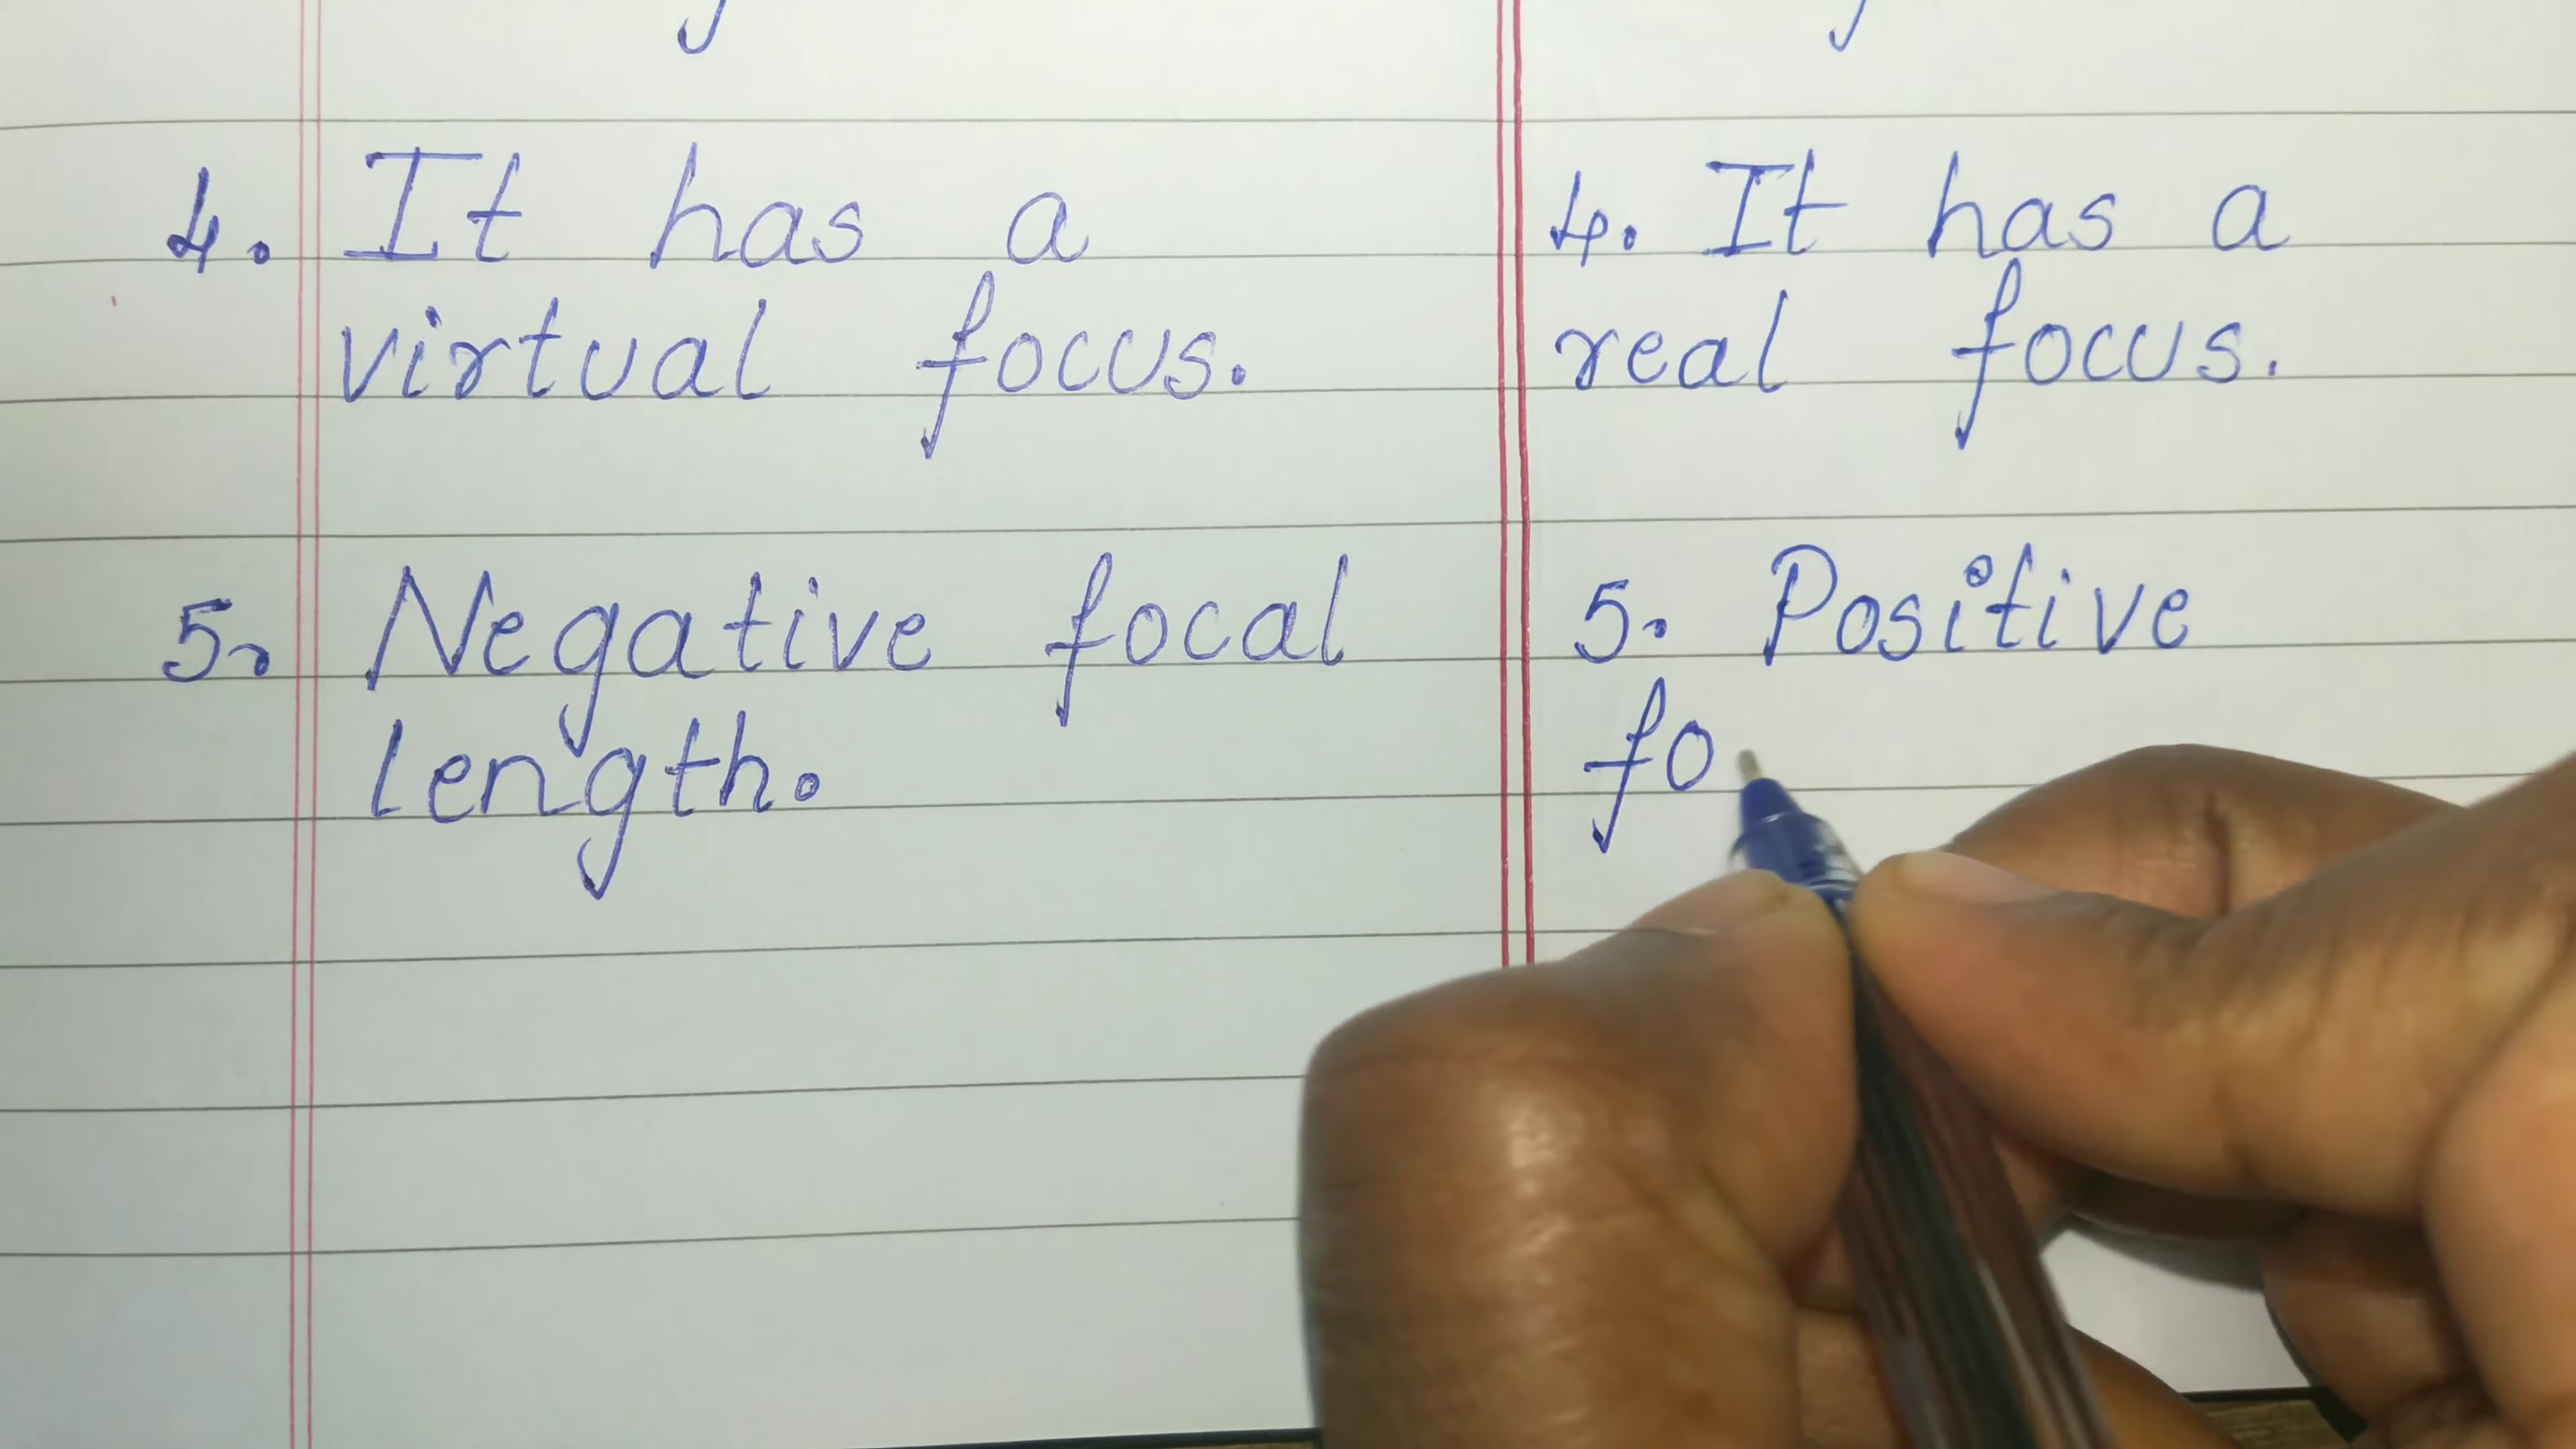 4. It has a
virtual focus.
5. Negative focal
length.
4. It has a
real focus.
5. Positive
fo